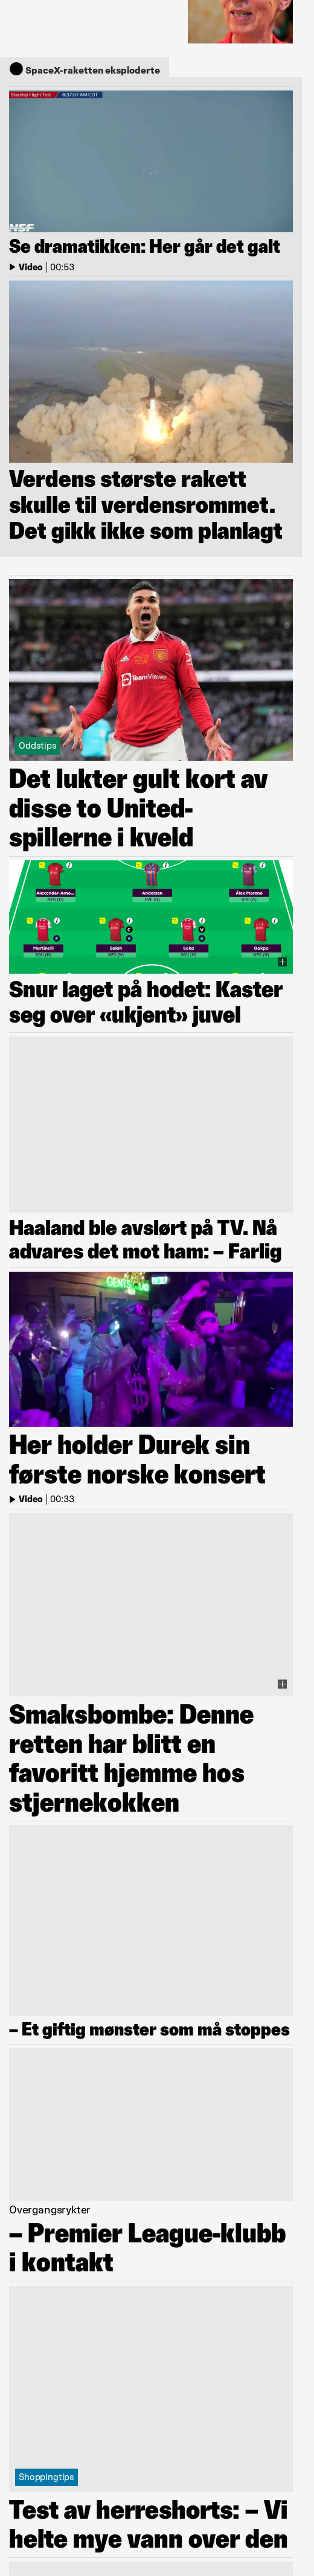 SpaceX-raketten eksploderte
Starship Flight Test 8:37:07 AM CDT
NSF
Se dramatikken: Her går det galt
Video 00:53
Verdens største rakett
skulle til verdensrommet.
Det gikk ikke som planlagt
TeamViewer
Oddstips
Det lukter gult kort av
disse to United-
spillerne i kveld
Alexander-Arno... Andersen Álex Moreno
NFO (H) EVE (H) BRE (A)
C V
Martinelli Salah Saka Gakpo
SOU (H) NFO (H) SOU (H) NFO (H)
Snur laget på hodet: Kaster
seg over «ukjent» juvel
Haaland ble avslørt på TV. Nå
advares det mot ham: – Farlig
GENTS
Her holder Durek sin
første norske konsert
Video 00:33
Smaksbombe: Denne
retten har blitt en
favoritt hjemme hos
stjernekokken
– Et giftig mønster som må stoppes
Overgangsrykter
– Premier League-klubb
i kontakt
Shoppingtips
Test av herreshorts: – Vi
helte mye vann over den